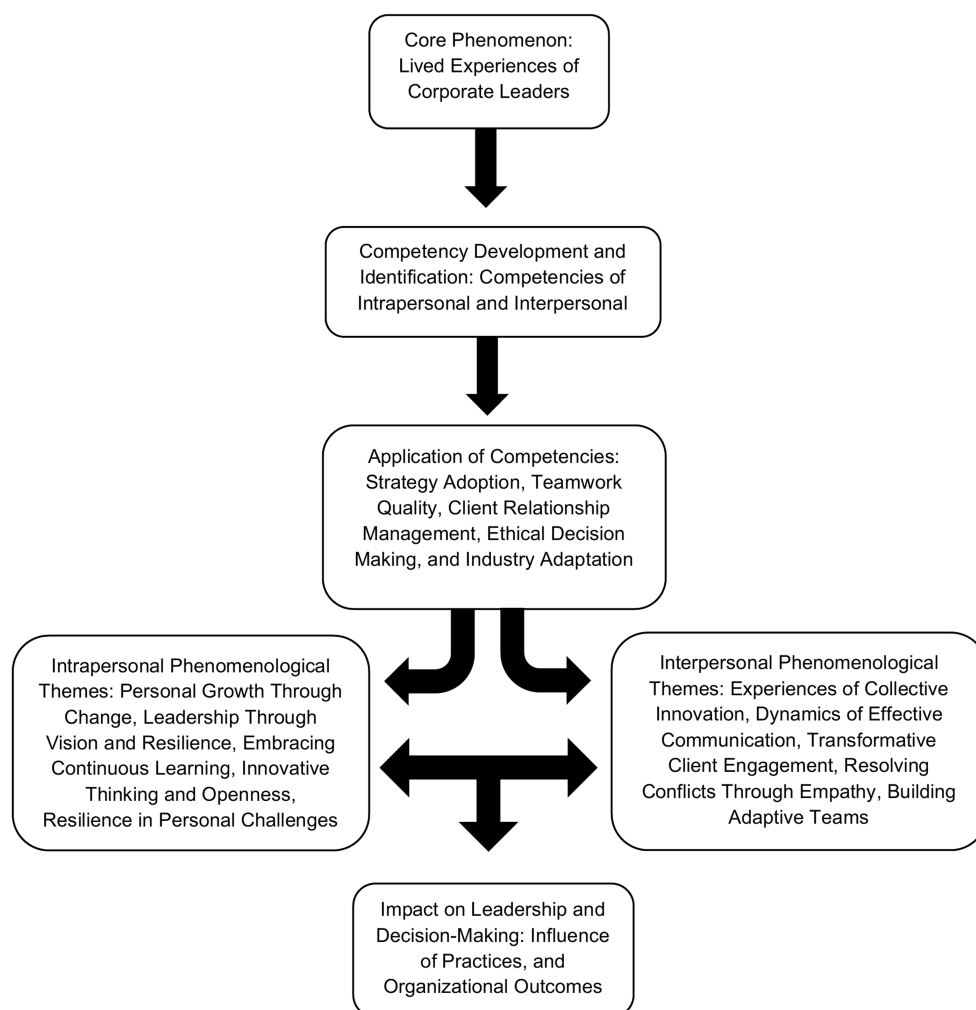 Core Phenomenon:
Lived Experiences of
Corporate Leaders
Competency Development and
Identification: Competencies of
Intrapersonal and Interpersonal
Application of Competencies:
Strategy Adoption, Teamwork
Quality, Client Relationship
Management, Ethical Decision
Making, and Industry Adaptation
Intrapersonal Phenomenological
Themes: Personal Growth Through
Change, Leadership Through
Vision and Resilience, Embracing
Continuous Learning, Innovative
Thinking and Openness,
Resilience in Personal Challenges
Interpersonal Phenomenological
Themes: Experiences of Collective
Innovation, Dynamics of Effective
Communication, Transformative
Client Engagement, Resolving
Conflicts Through Empathy, Building
Adaptive Teams
Impact on Leadership and
Decision-Making: Influence
of Practices, and
Organizational Outcomes